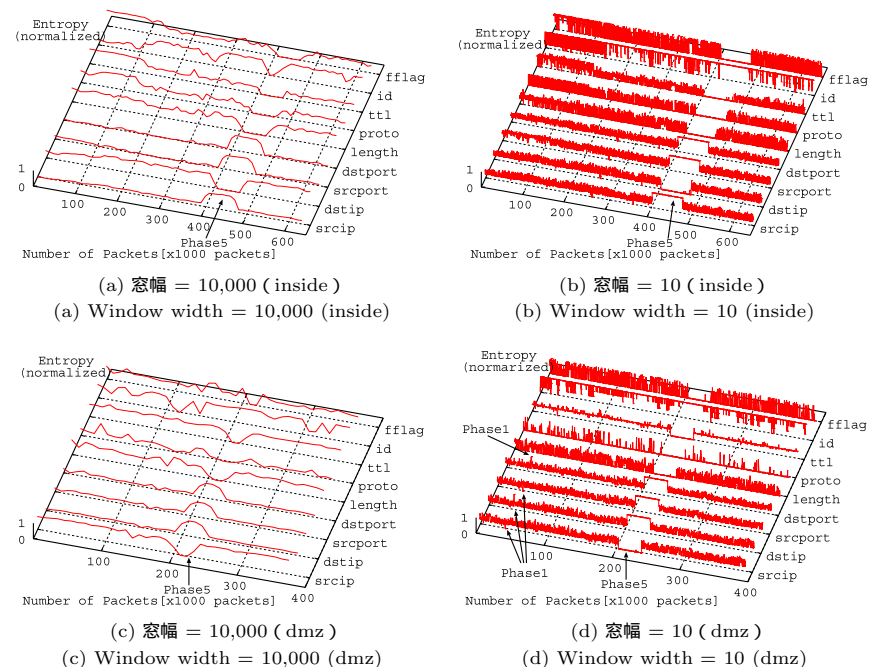 Entropy
(normalized)
fflag
id
ttl
proto
length
dstport
srcport
dstip
srcip
1
0
100
200
300
400
500
600
Phase5
Number of Packets[x1000 packets]
(a) 窓幅 = 10,000 ( inside )
(a) Window width = 10,000 (inside)
Entropy
(normalized)
fflag
id
ttl
proto
length
dstport
srcport
dstip
srcip
1
0
100
200
300
400
500
600
Phase5
Number of Packets[x1000 packets]
(b) 窓幅 = 10 ( inside )
(b) Window width = 10 (inside)
Entropy
(normarized)
fflag
id
ttl
proto
length
dstport
srcport
dstip
srcip
1
0
100
200
300
400
Phase5
Number of Packets[x1000 packets]
(c) 窓幅 = 10,000 ( dmz )
(c) Window width = 10,000 (dmz)
Entropy
(normarized)
fflag
id
ttl
proto
length
dstport
srcport
dstip
srcip
Phase1
1
0
100
200
300
400
Phase1
Phase5
Number of Packets[x1000 packets]
(d) 窓幅 = 10 ( dmz )
(d) Window width = 10 (dmz)